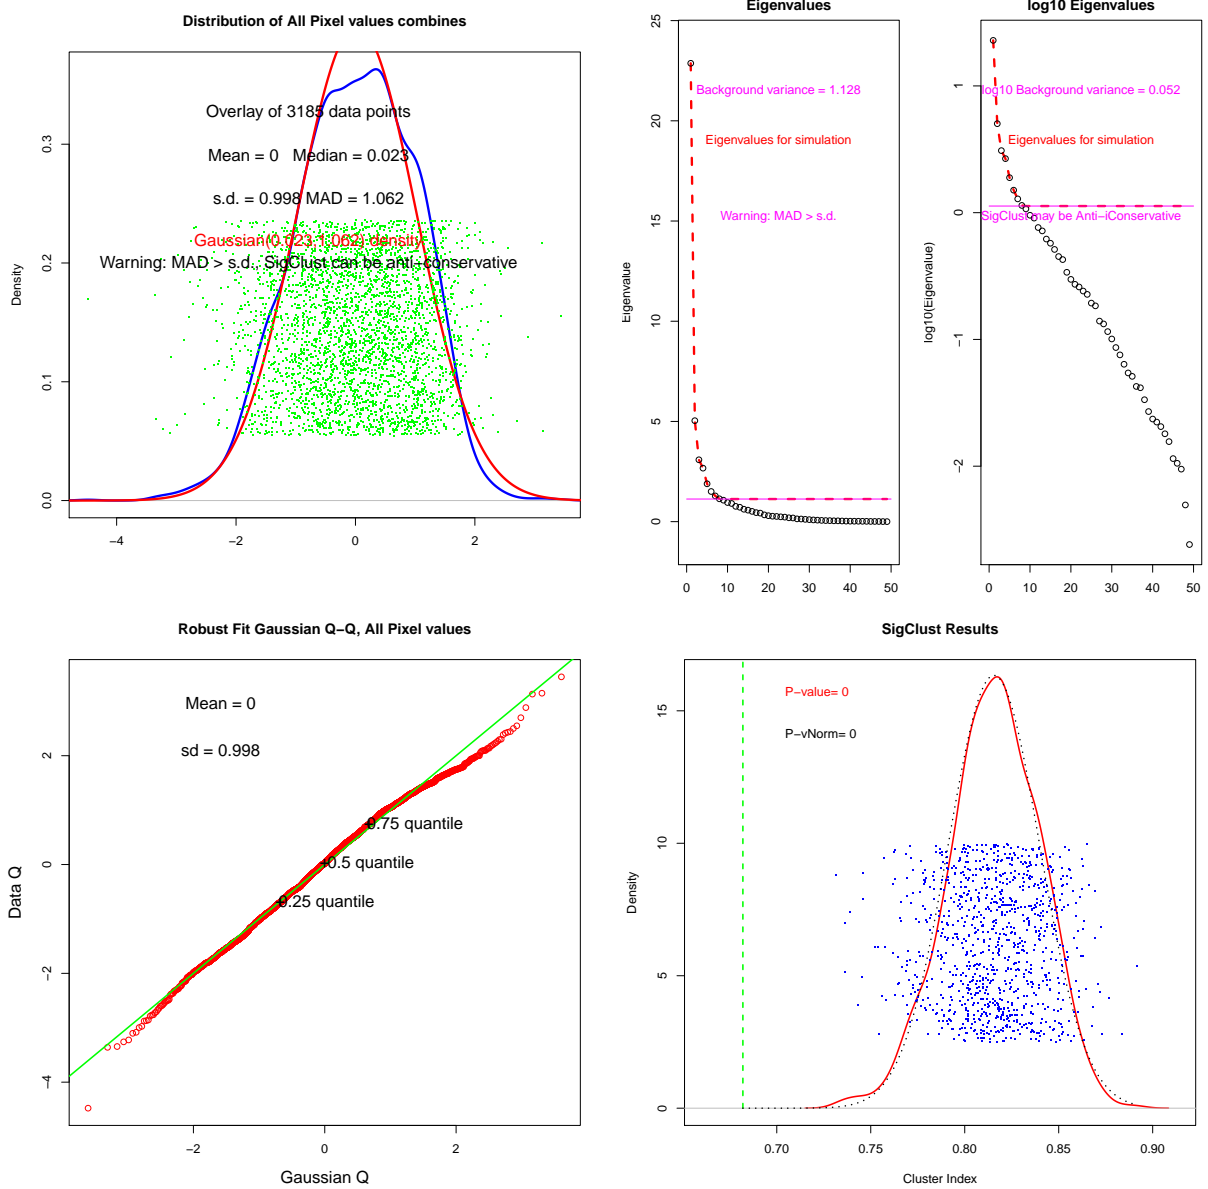 Distribution of All Pixel values combines
Overlay of 3185 data points
Mean = 0 Median = 0.023
s.d. = 0.998 MAD = 1.062
Gaussian(0.023,1.062) density
Warning: MAD > s.d., SigClust can be anti-conservative
Density
0.0 0.1 0.2 0.3
-4 -2 0 2
Eigenvalues
Background variance = 1.128
Eigenvalues for simulation
Warning: MAD > s.d.
Eigenvalue
0 5 10 15 20 25
0 10 20 30 40 50
log10 Eigenvalues
log10 Background variance = 0.052
Eigenvalues for simulation
SigClust may be Anti-iConservative
log10(Eigenvalue)
-2 -1 0 1
0 10 20 30 40 50
Robust Fit Gaussian Q-Q, All Pixel values
Mean = 0
sd = 0.998
0.75 quantile
0.5 quantile
0.25 quantile
Data Q
-4 -2 0 2
-2 0 2
Gaussian Q
SigClust Results
P-value= 0
P-vNorm= 0
Density
0 5 10 15
0.70 0.75 0.80 0.85 0.90
Cluster Index